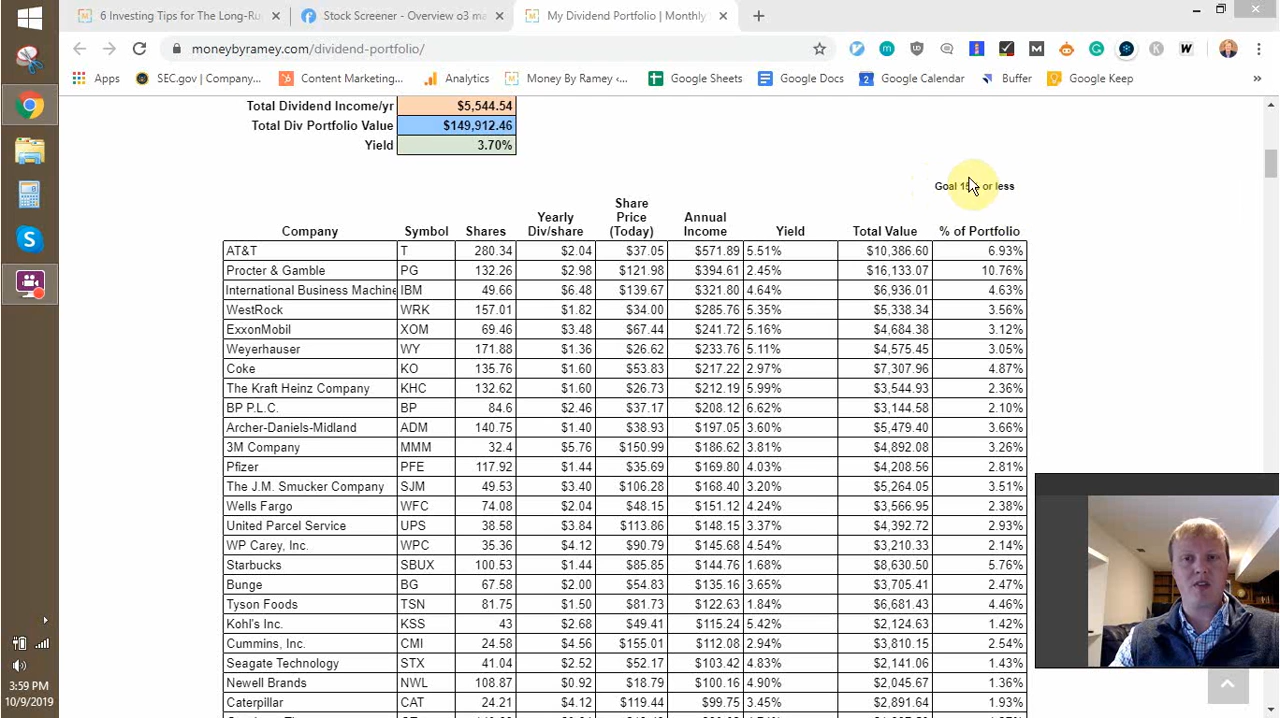 6 Investing Tips for The Long-Ru
Stock Screener - Overview o3 ma
My Dividend Portfolio | Monthly
moneybyramey.com/dividend-portfolio/
Apps SEC.gov | Company... Content Marketing... Analytics Money By Ramey -... Google Sheets Google Docs Google Calendar Buffer Google Keep
Total Dividend Income/yr $5,544.54
Total Div Portfolio Value $149,912.46
Yield 3.70%
Goal or less
Company Symbol Shares Yearly Div/share Share Price (Today) Annual Income Yield Total Value % of Portfolio
AT&T T 280.34 $2.04 $37.05 $571.89 5.51% $10,386.60 6.93%
Procter & Gamble PG 132.26 $2.98 $121.98 $394.61 2.45% $16,133.07 10.76%
International Business Machine IBM 49.66 $6.48 $139.67 $321.80 4.64% $6,936.01 4.63%
WestRock WRK 157.01 $1.82 $34.00 $285.76 5.35% $5,338.34 3.56%
ExxonMobil XOM 69.46 $3.48 $67.44 $241.72 5.16% $4,684.38 3.12%
Weyerhauser WY 171.88 $1.36 $26.62 $233.76 5.11% $4,575.45 3.05%
Coke KO 135.76 $1.60 $53.83 $217.22 2.97% $7,307.96 4.87%
The Kraft Heinz Company KHC 132.62 $1.60 $26.73 $212.19 5.99% $3,544.93 2.36%
BP P.L.C. BP 84.6 $2.46 $37.17 $208.12 6.62% $3,144.58 2.10%
Archer-Daniels-Midland ADM 140.75 $1.40 $38.93 $197.05 3.60% $5,479.40 3.66%
3M Company MMM 32.4 $5.76 $150.99 $186.62 3.81% $4,892.08 3.26%
Pfizer PFE 117.92 $1.44 $35.69 $169.80 4.03% $4,208.56 2.81%
The J.M. Smucker Company SJM 49.53 $3.40 $106.28 $168.40 3.20% $5,264.05 3.51%
Wells Fargo WFC 74.08 $2.04 $48.15 $151.12 4.24% $3,566.95 2.38%
United Parcel Service UPS 38.58 $3.84 $113.86 $148.15 3.37% $4,392.72 2.93%
WP Carey, Inc. WPC 35.36 $4.12 $90.79 $145.68 4.54% $3,210.33 2.14%
Starbucks SBUX 100.53 $1.44 $85.85 $144.76 1.68% $8,630.50 5.76%
Bunge BG 67.58 $2.00 $54.83 $135.16 3.65% $3,705.41 2.47%
Tyson Foods TSN 81.75 $1.50 $81.73 $122.63 1.84% $6,681.43 4.46%
Kohl's Inc. KSS 43 $2.68 $49.41 $115.24 5.42% $2,124.63 1.42%
Cummins, Inc. CMI 24.58 $4.56 $155.01 $112.08 2.94% $3,810.15 2.54%
Seagate Technology STX 41.04 $2.52 $52.17 $103.42 4.83% $2,141.06 1.43%
Newell Brands NWL 108.87 $0.92 $18.79 $100.16 4.90% $2,045.67 1.36%
Caterpillar CAT 24.21 $4.12 $119.44 $99.75 3.45% $2,891.64 1.93%
3:59 PM
10/9/2019